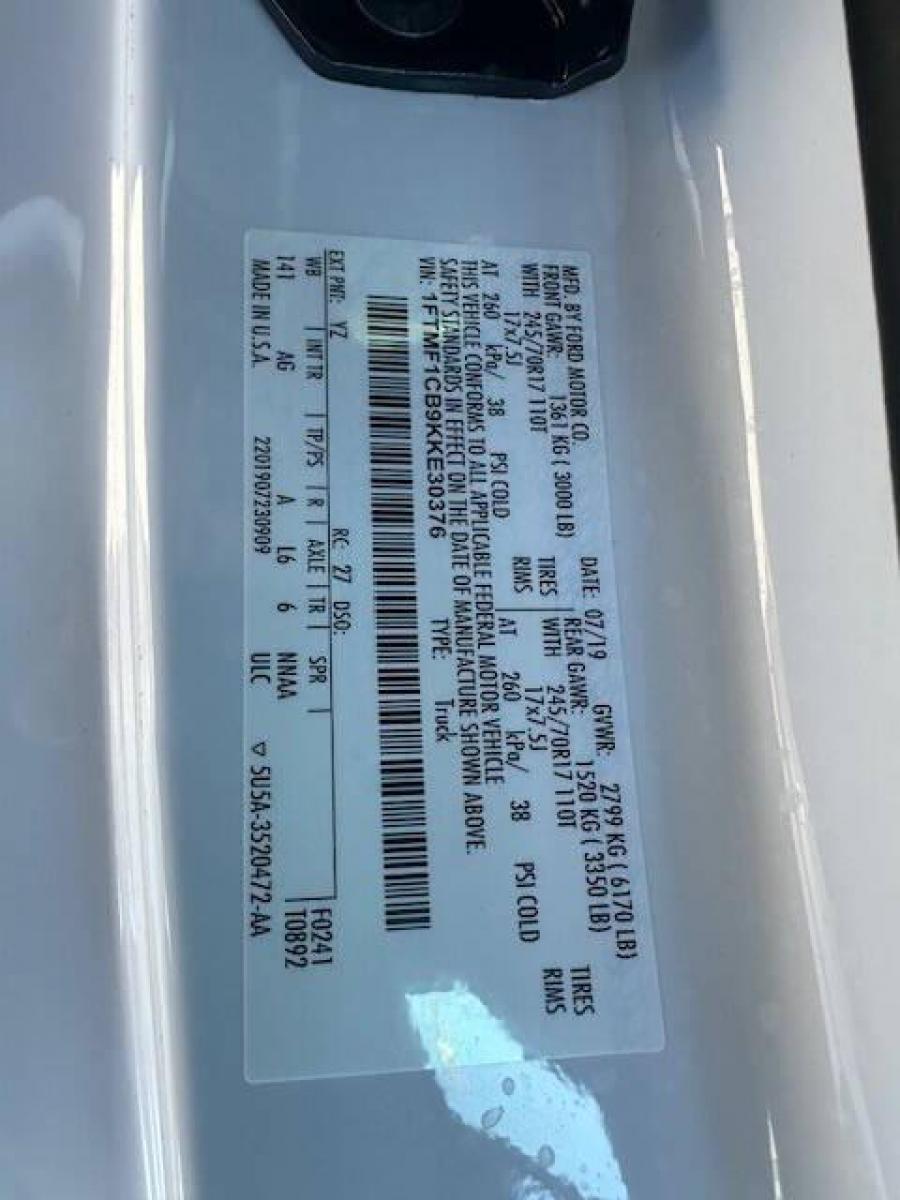 MFD. BY FORD MOTOR CO. DATE: 07/19 GVWR: 2799 KG ( 6170 LB)
FRONT GAWR: 1361 KG ( 3000 LB) REAR GAWR: 1520 KG ( 3350 LB)
WITH 245/70R17 110T TIRES WITH 245/70R17 110T TIRES
17x7.5J RIMS 17x7.5J RIMS
AT 260 kPa/ 38 PSI COLD AT 260 kPa/ 38 PSI COLD
THIS VEHICLE CONFORMS TO ALL APPLICABLE FEDERAL MOTOR VEHICLE
SAFETY STANDARDS IN EFFECT ON THE DATE OF MANUFACTURE SHOWN ABOVE.
VIN: 1FTMF1CB9KKE30376 TYPE: Truck
EXT PNT: YZ RC: 27 DSO: F0241
WB | INT TR | TP/PS | R | AXLE | TR | SPR | T0892
141 AG A L6 6 NNAA
MADE IN U.S.A. 2201907230909 ULC ▽ 5U5A-3520472-AA